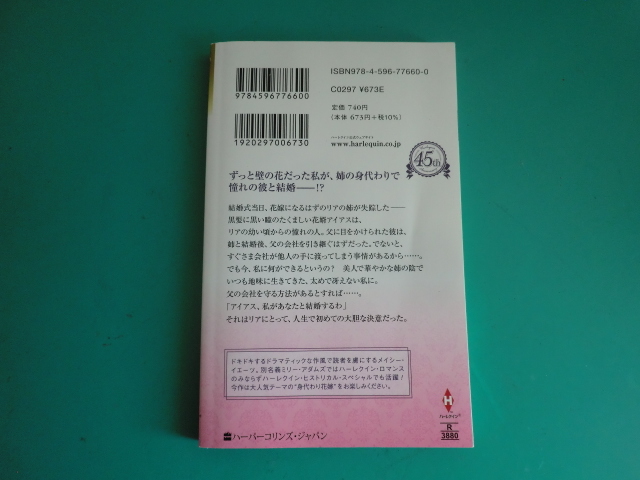 ISBN978-4-596-77660-0
9784596776600
C0297 ¥673E
定価 740円
(本体 673円+税10%)
1920297006730
ハーレクイン公式ウェブサイト
www.harlequin.co.jp
45th
ずっと壁の花だった私が、姉の身代わりで
憧れの彼と結婚――!?
結婚式当日、花嫁になるはずのリアの姉が失踪した――
黒髪に黒い瞳のたくましい花婿アイアスは、
リアの幼い頃からの憧れの人。父に目をかけられた彼は、
姉と結婚後、父の会社を引き継ぐはずだった。でないと、
すぐさま会社が他人の手に渡ってしまう事情があるから……。
でも今、私に何ができるというの? 美人で華やかな姉の陰で
いつも地味に生きてきた、太めで冴えない私に。
父の会社を守る方法があるとすれば……。
「アイアス、私があなたと結婚するわ」
それはリアにとって、人生で初めての大胆な決意だった。
ドキドキするドラマティックな作風で読者を虜にするメイシー・
イエーツ。別名義ミリー・アダムズではハーレクイン・ロマンス
のみならずハーレクイン・ヒストリカル・スペシャルでも活躍!
今作は大人気テーマの“身代わり花嫁”をお楽しみください。
H
ハーレクイン®
R
3880
ハーパーコリンズ・ジャパン